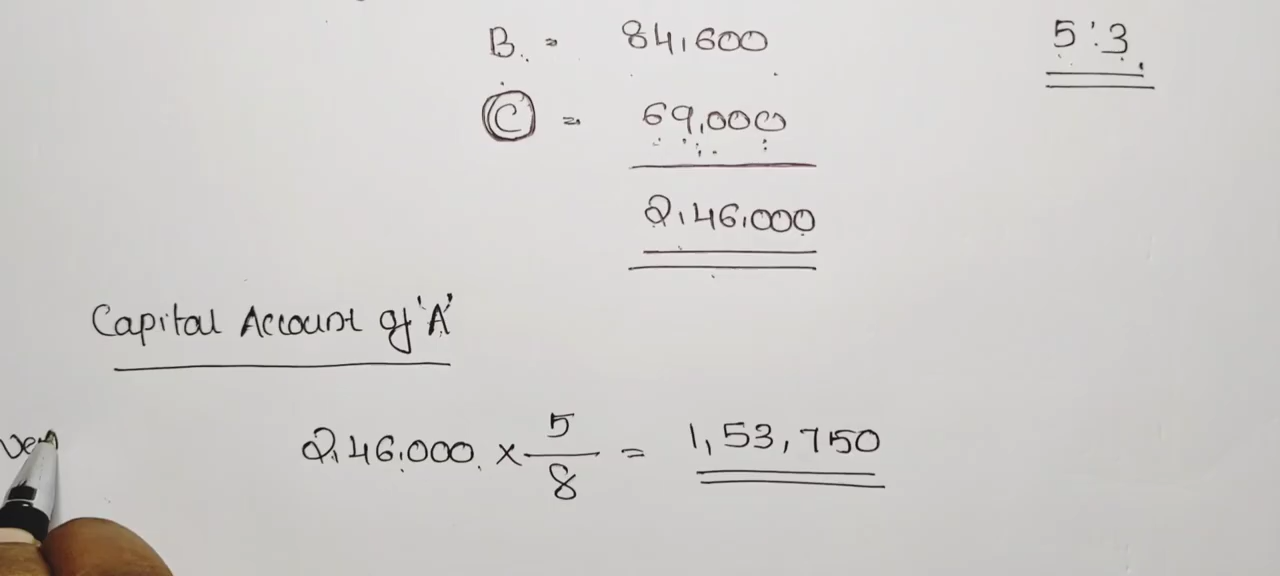 B. = 84,600
5:3
C = 69,000
2,46,000
Capital Account of 'A'
2,46,000 × 5/8 = 1,53,750